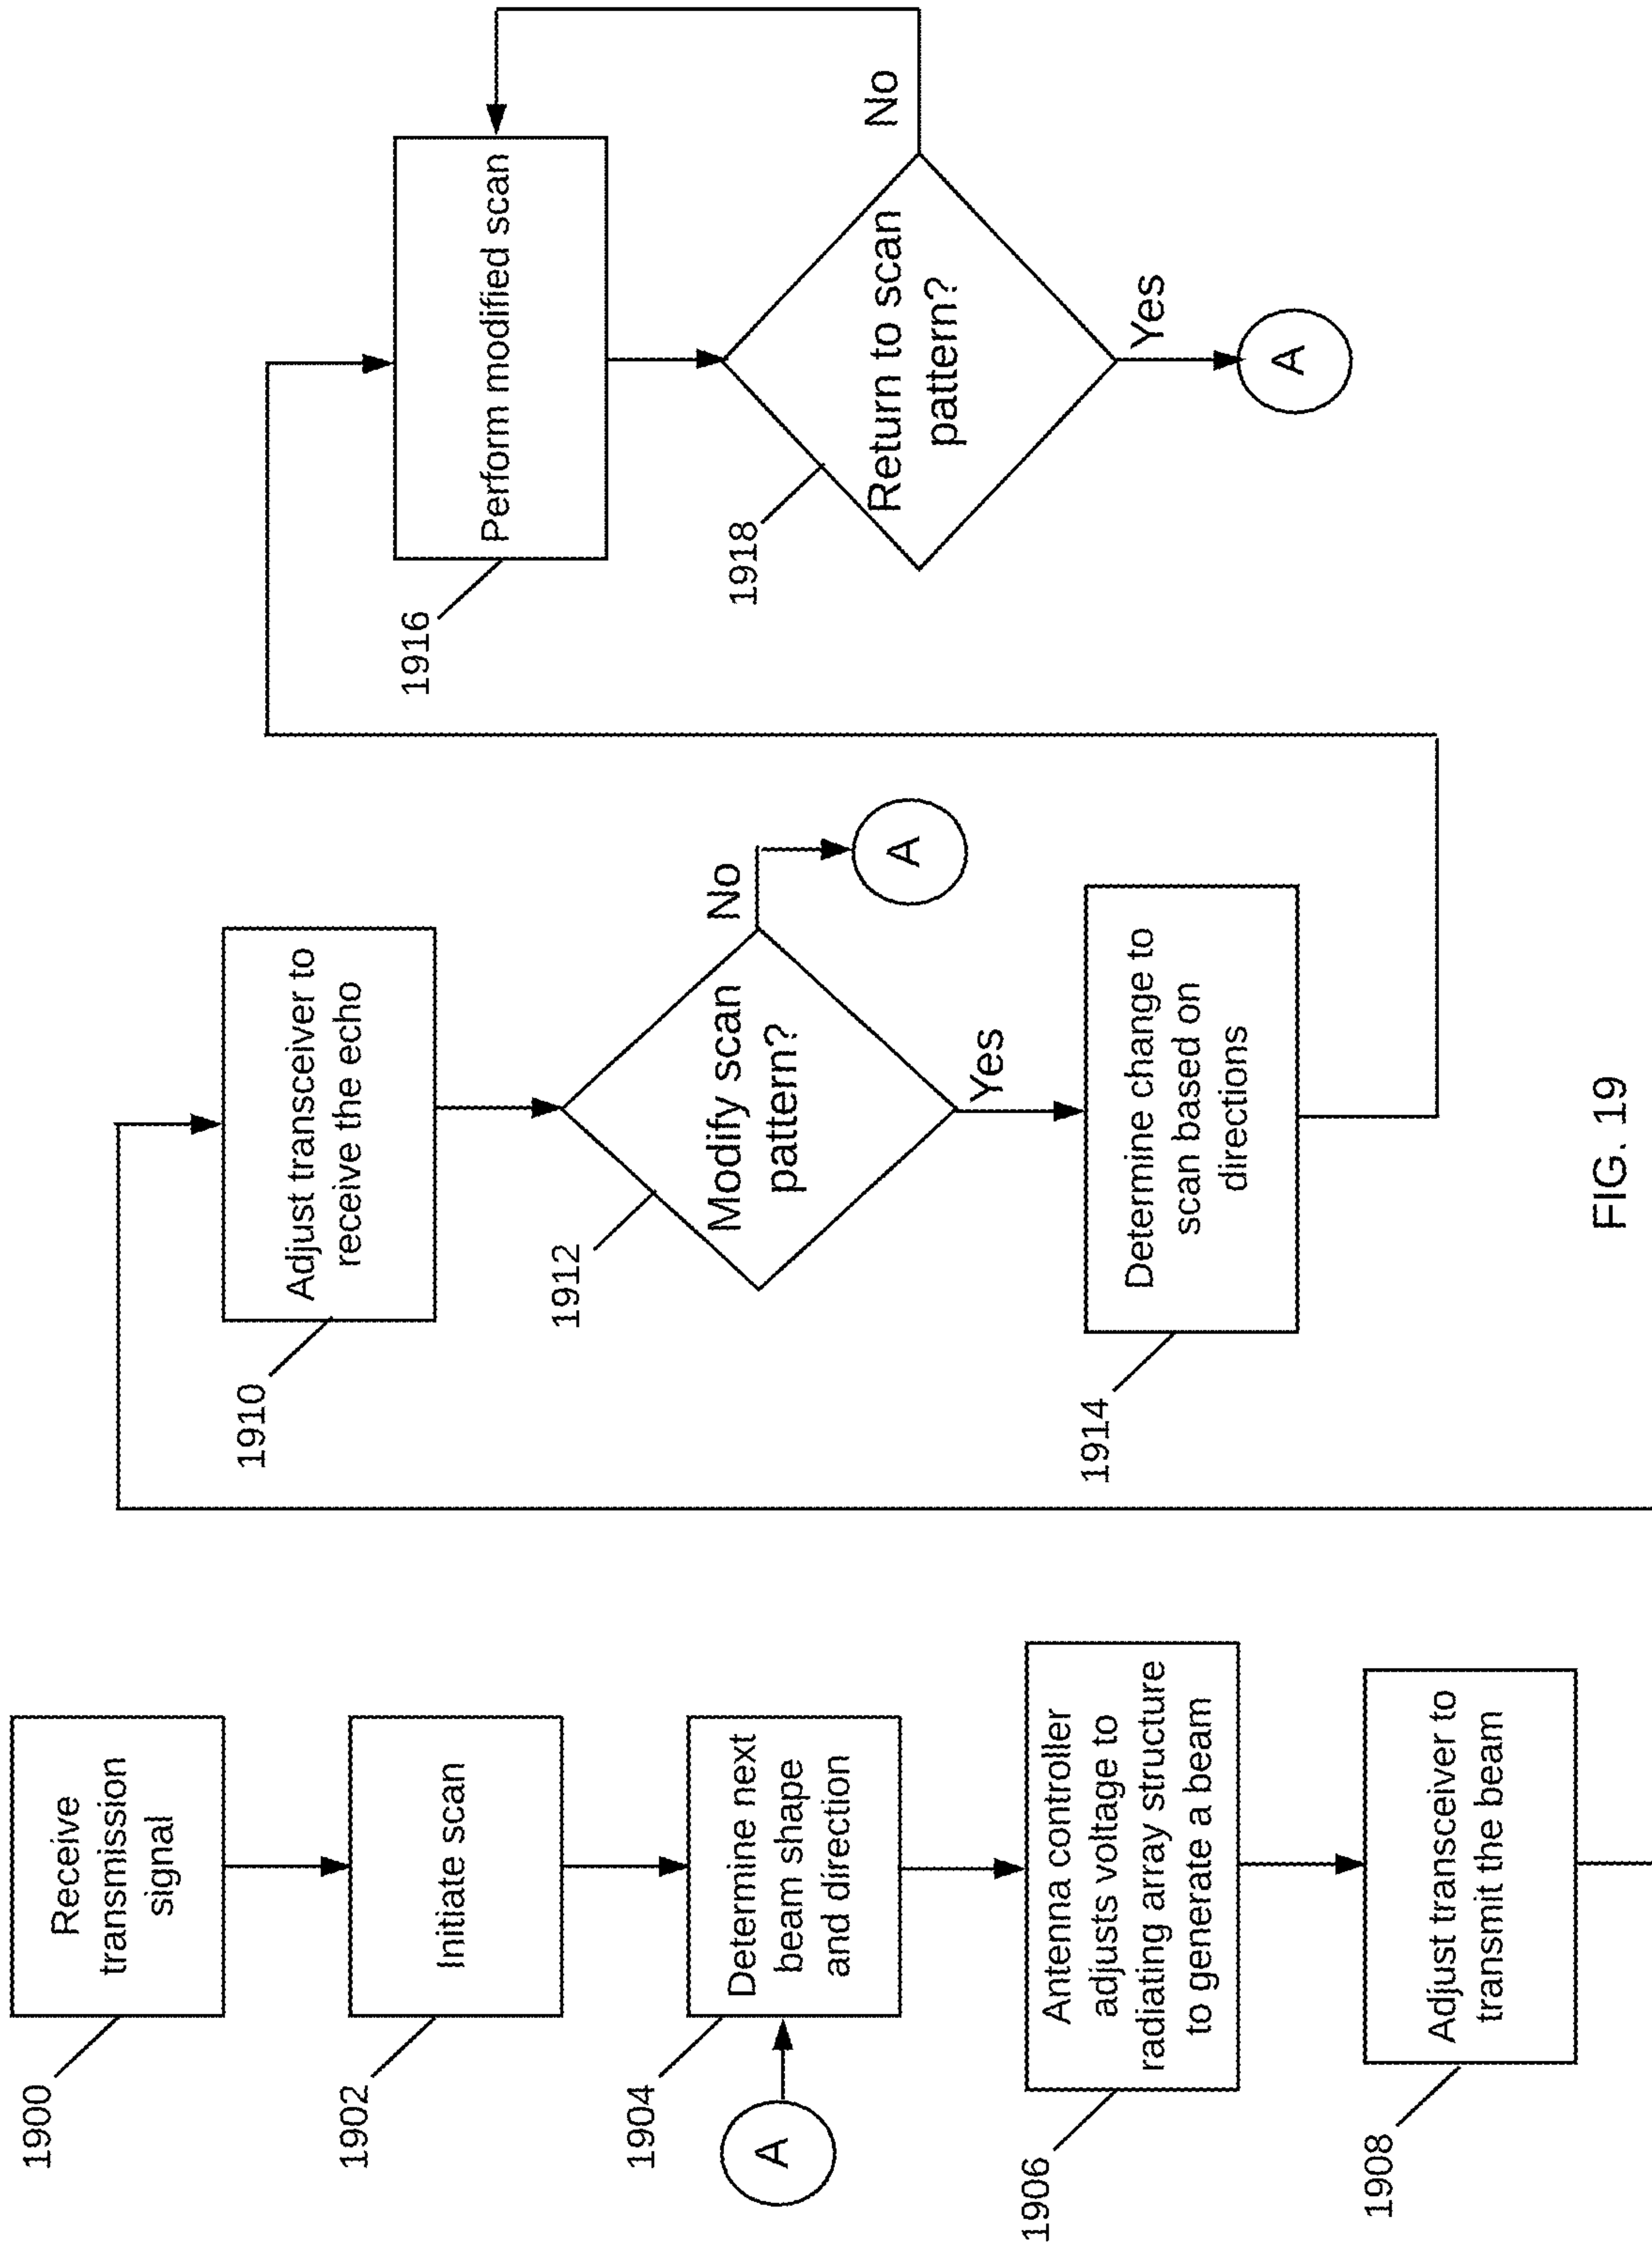 1900
Receive
transmission
signal
1902
Initiate scan
1904
Determine next
beam shape
and direction
A
1906
Antenna controller
adjusts voltage to
radiating array structure
to generate a beam
1908
Adjust transceiver to
transmit the beam
1910
Adjust transceiver to
receive the echo
1912
Modify scan
pattern?
No
A
Yes
1914
Determine change to
scan based on
directions
1916
Perform modified scan
1918
Return to scan
pattern?
No
Yes
A
FIG. 19